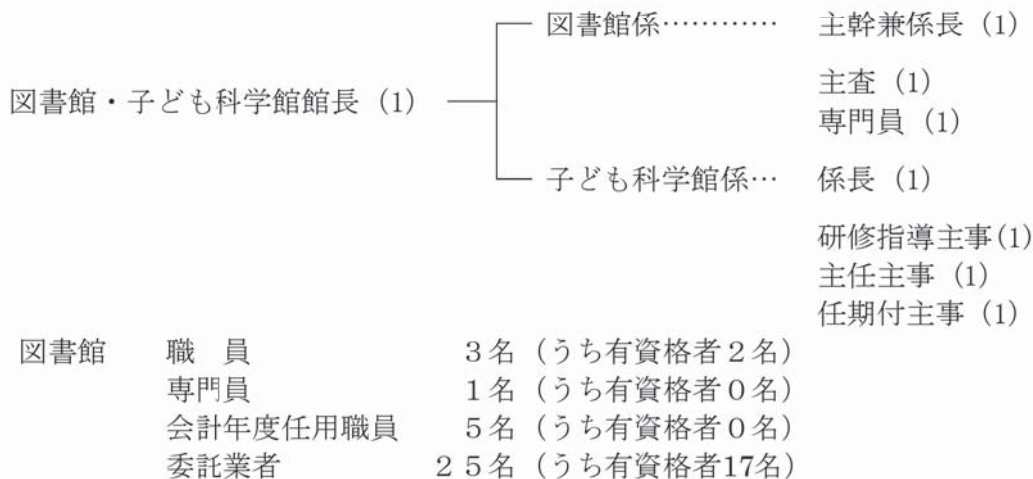 図書館係………… 主幹兼係長（1）
主査（1）
図書館・子ども科学館館長（1）
専門員（1）
子ども科学館係… 係長（1）
研修指導主事(1)
主任主事（1）
任期付主事（1）
図書館 職 員 3名（うち有資格者２名）
専門員 1名（うち有資格者０名）
会計年度任用職員 5名（うち有資格者０名）
委託業者 ２５名（うち有資格者17名）